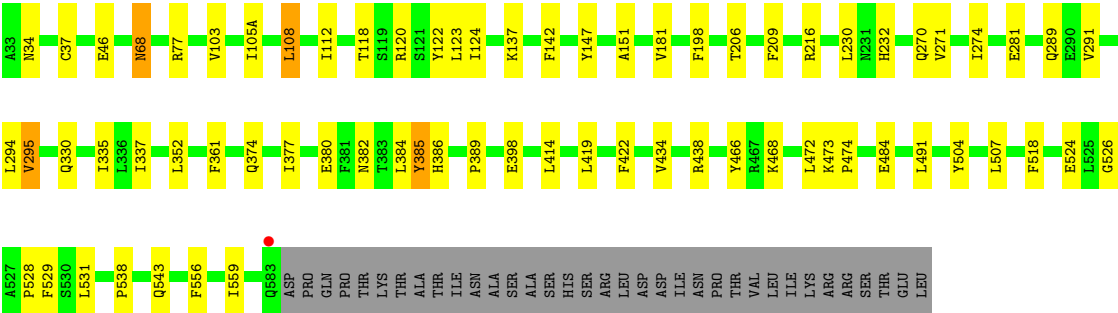 A33 N34 C37 E46 N68 R77 V103 I105A L108 I112 T118 S119 R120 S121 Y122 L123 I124 K137 F142 Y147 A151 V181 F198 T206 F209 R216 L230 N231 H232 Q270 V271 I274 E281 Q289 E290 V291
L294 V295 Q330 I335 L336 I337 L352 F361 Q374 I377 E380 F381 N382 T383 L384 Y385 H386 P389 E398 L414 L419 F422 V434 R438 Y466 R467 K468 L472 K473 P474 E484 L491 Y504 L507 F518 E524 L525 G526
A527 P528 F529 S530 L531 P538 Q543 F556 I559 Q583 ASP PRO GLN PRO THR LYS THR ALA THR ILE ASN ALA SER ALA SER HIS SER ARG LEU ASP ASP ILE ASN PRO THR VAL LEU ILE LYS ARG ARG SER THR GLU LEU